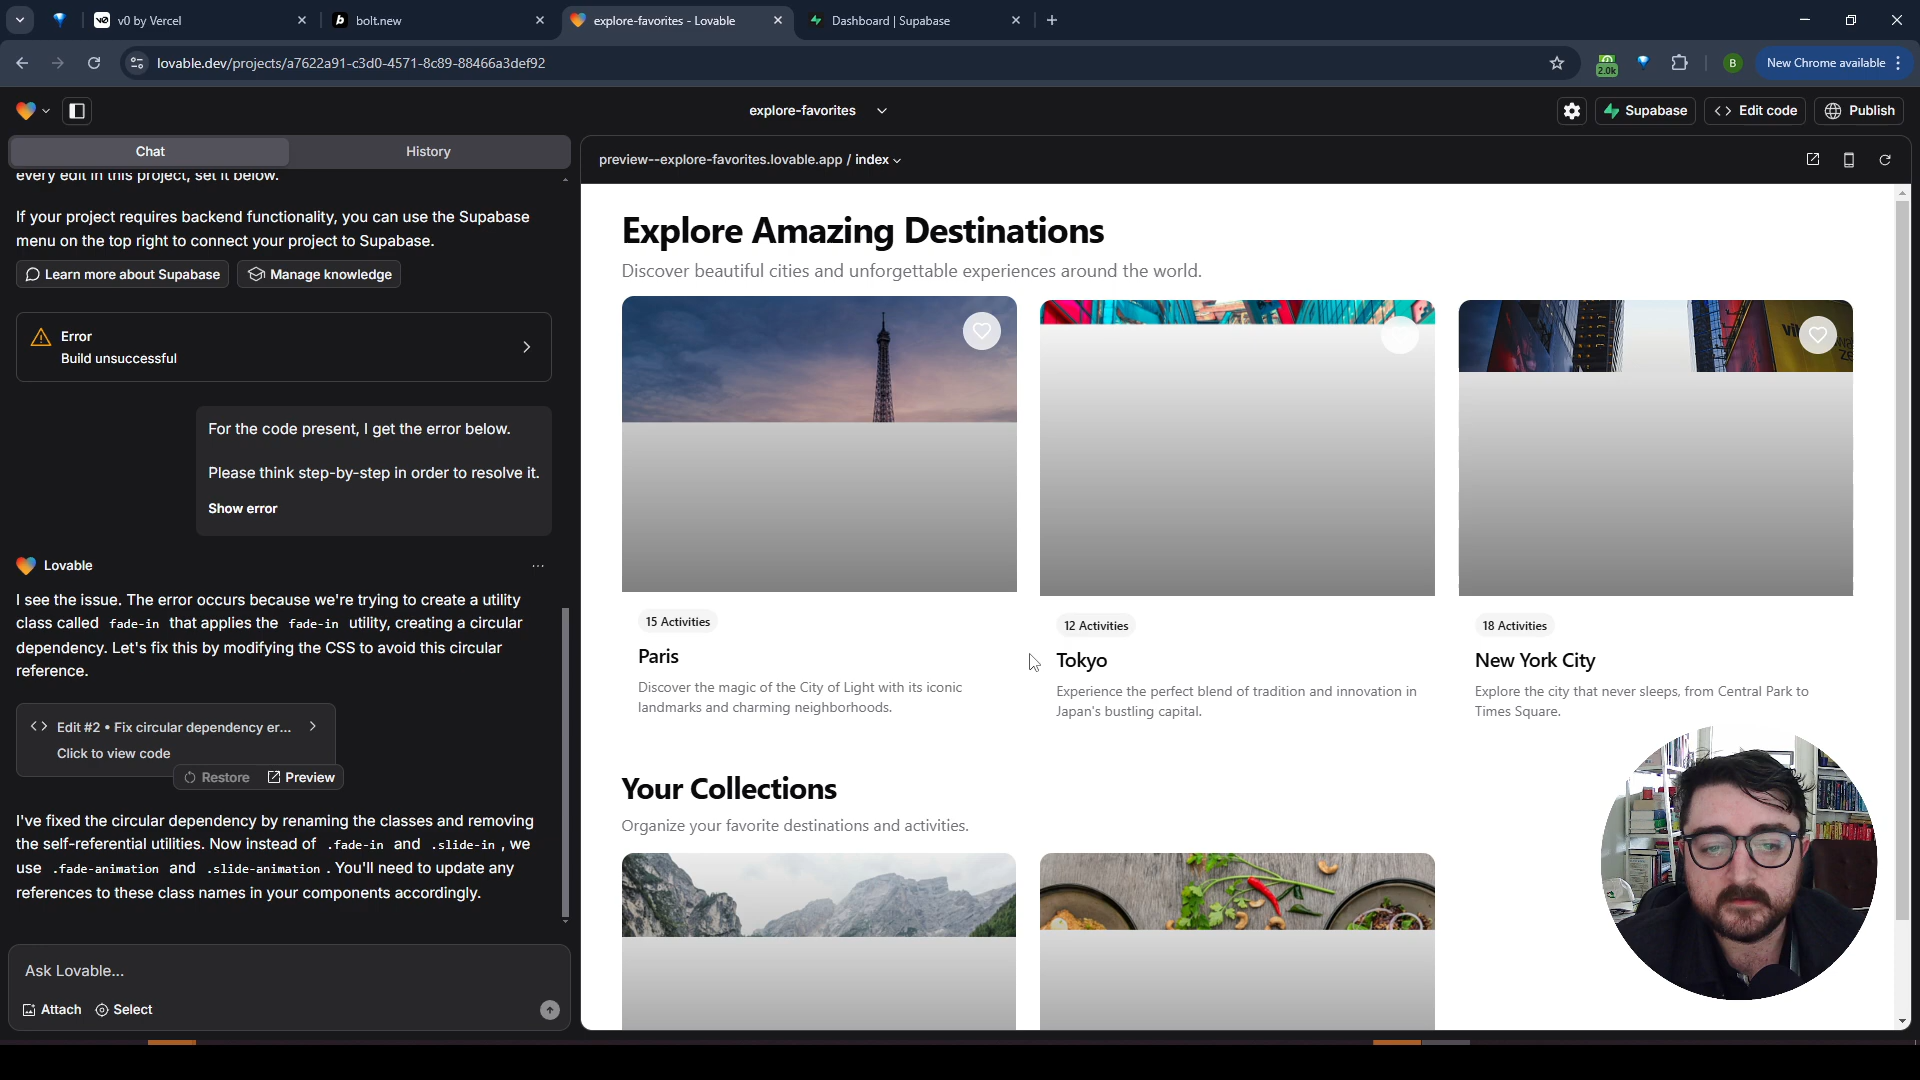 v0 by Vercel
bolt.new
explore-favorites - Lovable
Dashboard | Supabase
lovable.dev/projects/a7622a91-c3d0-4571-8c89-88466a3def92
2.0k
B
New Chrome available
explore-favorites
Supabase
Edit code
Publish
Chat
History
preview--explore-favorites.lovable.app / index
every edit in this project, set it below.
If your project requires backend functionality, you can use the Supabase
menu on the top right to connect your project to Supabase.
Learn more about Supabase
Manage knowledge
Error
Build unsuccessful
For the code present, I get the error below.
Please think step-by-step in order to resolve it.
Show error
Lovable
I see the issue. The error occurs because we're trying to create a utility
class called fade-in that applies the fade-in utility, creating a circular
dependency. Let's fix this by modifying the CSS to avoid this circular
reference.
Edit #2 • Fix circular dependency er...
Click to view code
Restore
Preview
I've fixed the circular dependency by renaming the classes and removing
the self-referential utilities. Now instead of .fade-in and .slide-in , we
use .fade-animation and .slide-animation . You'll need to update any
references to these class names in your components accordingly.
Ask Lovable...
Attach
Select
Explore Amazing Destinations
Discover beautiful cities and unforgettable experiences around the world.
15 Activities
Paris
Discover the magic of the City of Light with its iconic
landmarks and charming neighborhoods.
12 Activities
Tokyo
Experience the perfect blend of tradition and innovation in
Japan's bustling capital.
18 Activities
New York City
Explore the city that never sleeps, from Central Park to
Times Square.
Your Collections
Organize your favorite destinations and activities.